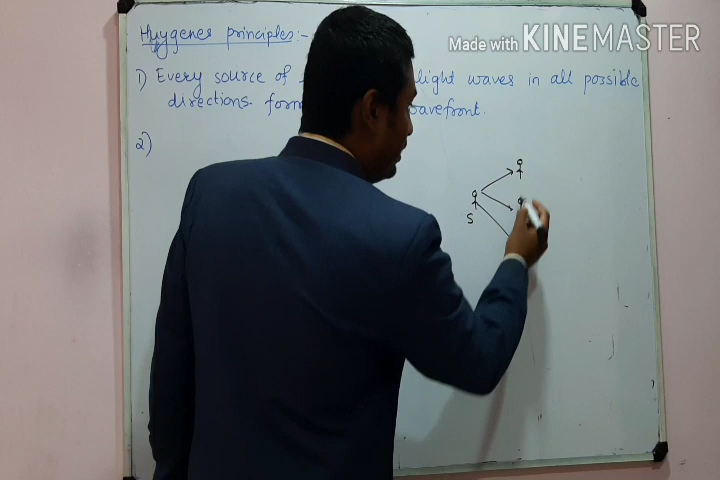 Made with KINEMASTER
Huygenes principles:-
1) Every source of light waves in all possible
directions form wavefront.
2)
S